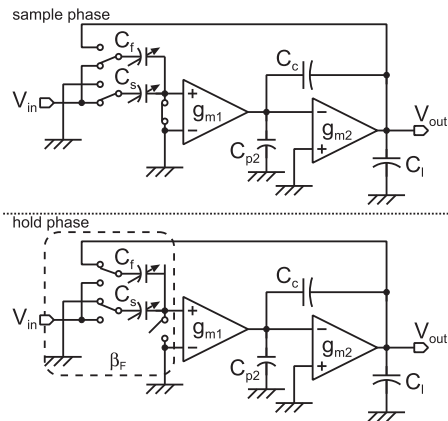 sample phase
C_f
C_s
V_in
+
−
g_m1
C_c
C_p2
−
+
g_m2
V_out
C_l
hold phase
C_f
C_s
V_in
β_F
+
−
g_m1
C_c
C_p2
−
+
g_m2
V_out
C_l